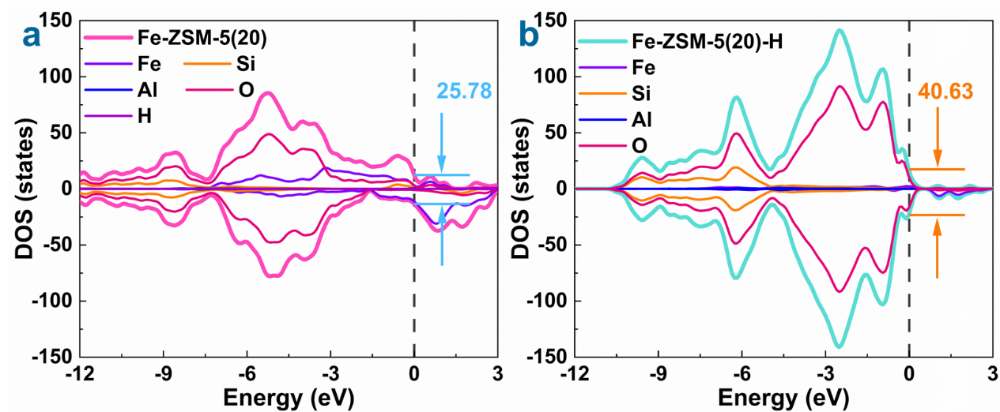 a
Fe-ZSM-5(20)
Fe
Si
Al
O
H
25.78
150
100
50
0
-50
-100
-150
DOS (states)
-12
-9
-6
-3
0
3
Energy (eV)
b
Fe-ZSM-5(20)-H
Fe
Si
Al
O
40.63
150
100
50
0
-50
-100
-150
DOS (states)
-12
-9
-6
-3
0
3
Energy (eV)